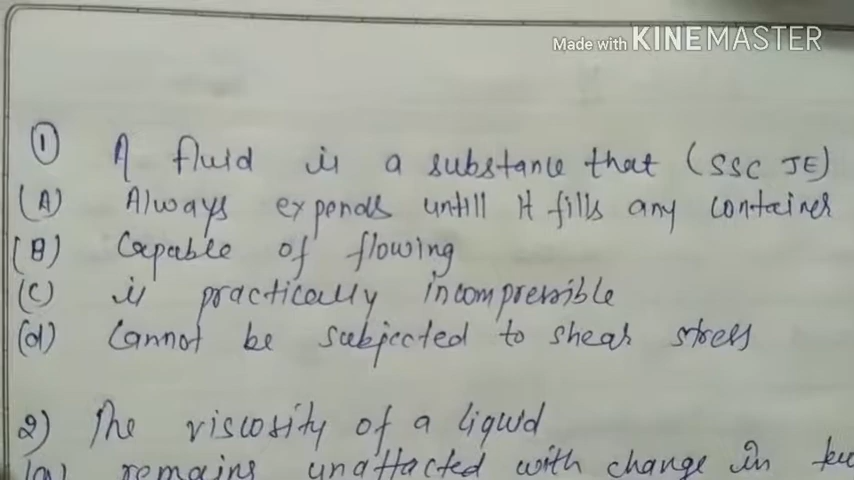 Made with KINEMASTER
① A fluid is a substance that (SSC JE)
(A) Always expends untill it fills any container
(B) Capable of flowing
(C) is practically incompressible
(d) Cannot be subjected to shear stress
2) The viscosity of a liquid
(a) remains unaffacted with change in